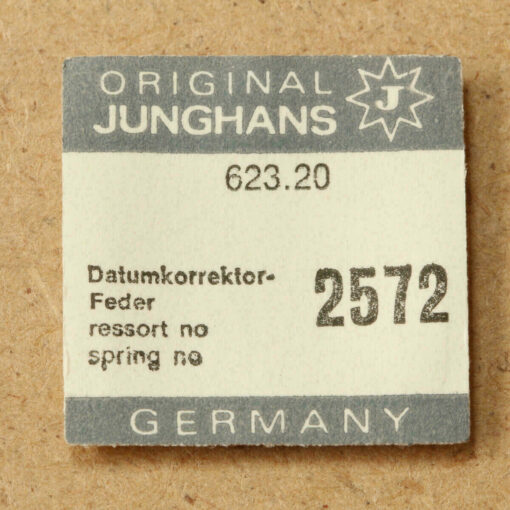 ORIGINAL
JUNGHANS
J
623.20
Datumkorrektor-
Feder
ressort no
spring no
2572
GERMANY